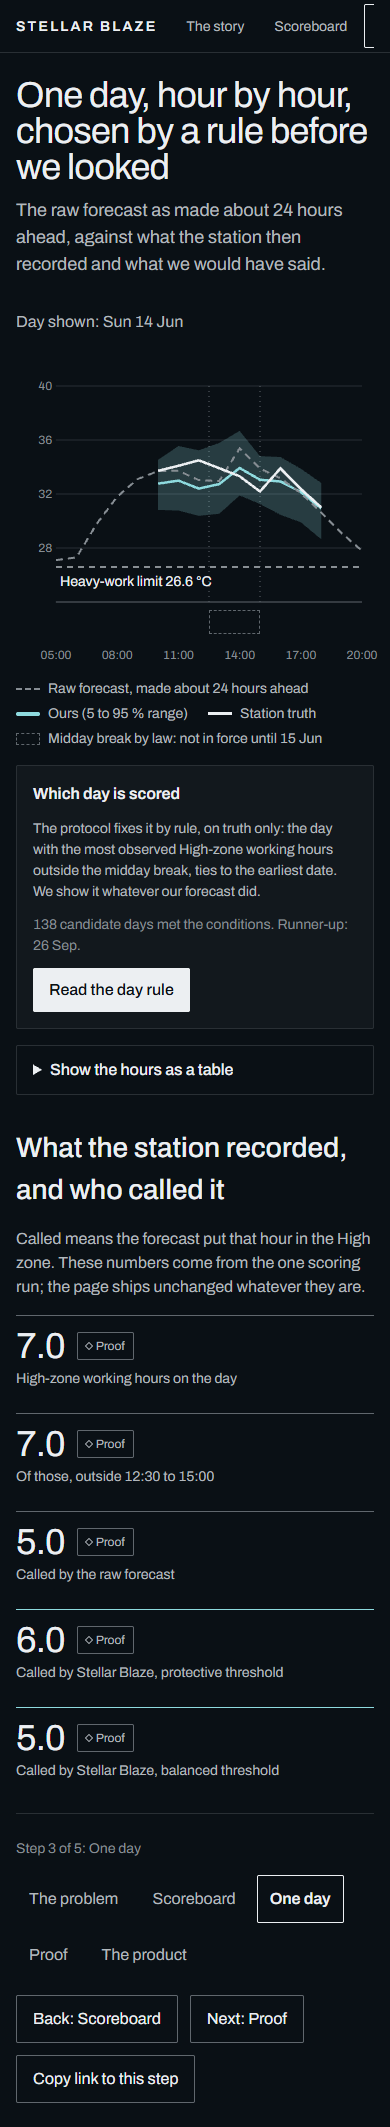 STELLAR BLAZE The story Scoreboard
One day, hour by hour,
chosen by a rule before
we looked
The raw forecast as made about 24 hours
ahead, against what the station then
recorded and what we would have said.
Day shown: Sun 14 Jun
40
36
32
28
Heavy-work limit 26.6 °C
05:00 08:00 11:00 14:00 17:00 20:00
Raw forecast, made about 24 hours ahead
Ours (5 to 95 % range) Station truth
Midday break by law: not in force until 15 Jun
Which day is scored
The protocol fixes it by rule, on truth only: the day
with the most observed High-zone working hours
outside the midday break, ties to the earliest date.
We show it whatever our forecast did.
138 candidate days met the conditions. Runner-up:
26 Sep.
Read the day rule
Show the hours as a table
What the station recorded,
and who called it
Called means the forecast put that hour in the High
zone. These numbers come from the one scoring
run; the page ships unchanged whatever they are.
7.0 Proof
High-zone working hours on the day
7.0 Proof
Of those, outside 12:30 to 15:00
5.0 Proof
Called by the raw forecast
6.0 Proof
Called by Stellar Blaze, protective threshold
5.0 Proof
Called by Stellar Blaze, balanced threshold
Step 3 of 5: One day
The problem Scoreboard One day
Proof The product
Back: Scoreboard Next: Proof
Copy link to this step